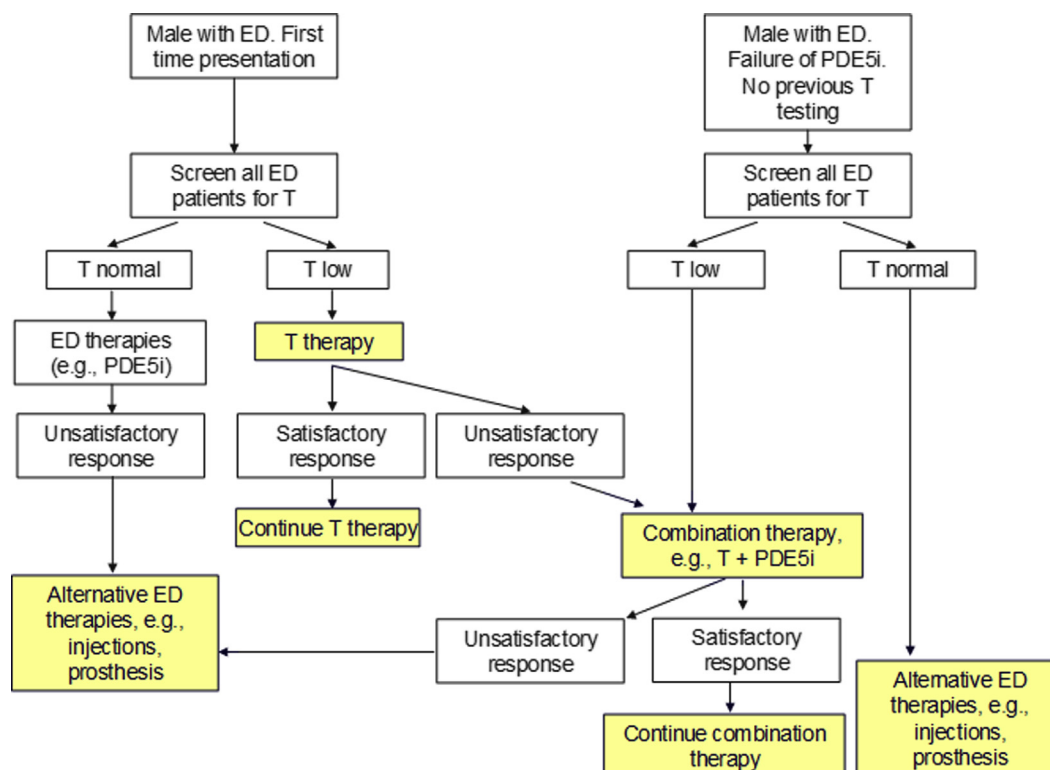 Male with ED. First
time presentation
Male with ED.
Failure of PDE5i.
No previous T
testing
Screen all ED
patients for T
Screen all ED
patients for T
T normal
T low
T low
T normal
ED therapies
(e.g., PDE5i)
T therapy
Unsatisfactory
response
Satisfactory
response
Unsatisfactory
response
Continue T therapy
Combination therapy,
e.g., T + PDE5i
Alternative ED
therapies, e.g.,
injections,
prosthesis
Unsatisfactory
response
Satisfactory
response
Alternative ED
therapies, e.g.,
injections,
prosthesis
Continue combination
therapy